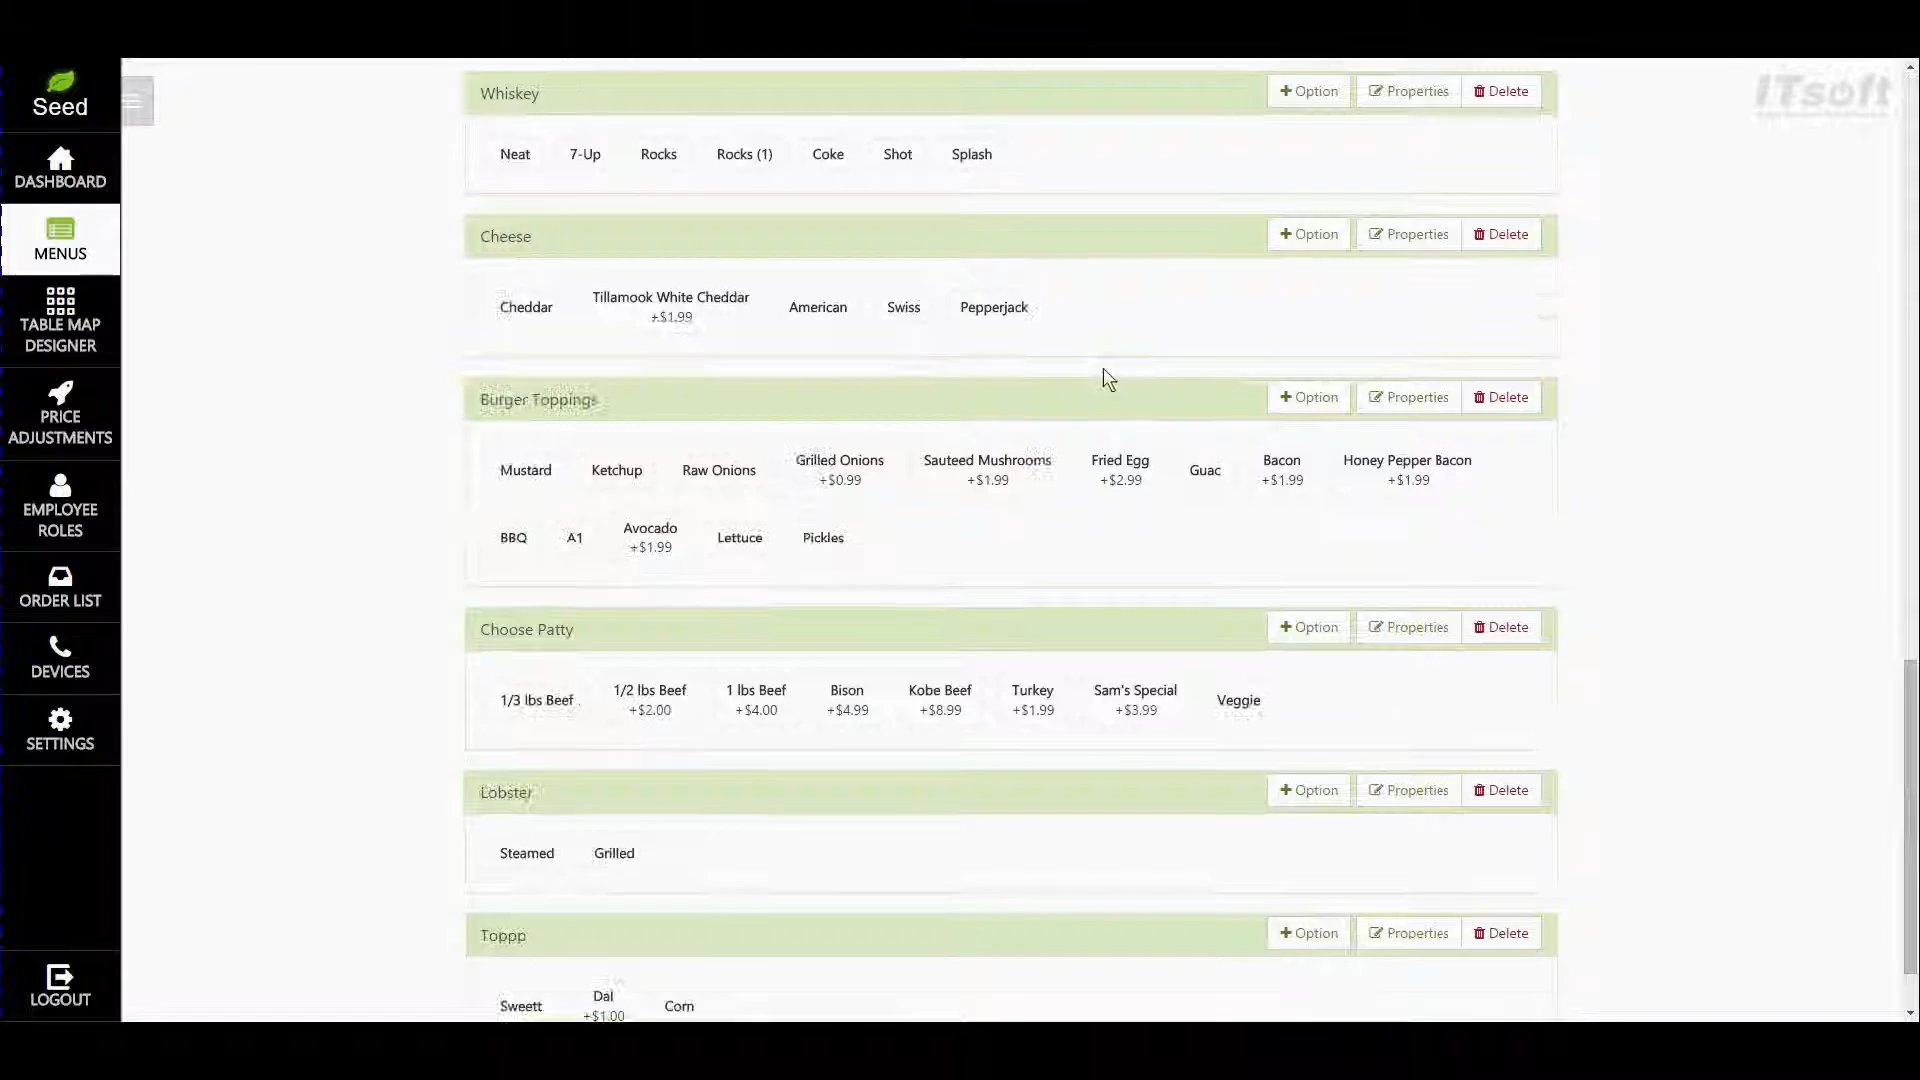 Seed
DASHBOARD
MENUS
TABLE MAP
DESIGNER
PRICE
ADJUSTMENTS
EMPLOYEE
ROLES
ORDER LIST
DEVICES
SETTINGS
LOGOUT
ITsoft
Whiskey
Option Properties Delete
Neat 7-Up Rocks Rocks (1) Coke Shot Splash
Cheese
Option Properties Delete
Cheddar Tillamook White Cheddar American Swiss Pepperjack
+$1.99
Burger Toppings
Option Properties Delete
Mustard Ketchup Raw Onions Grilled Onions Sauteed Mushrooms Fried Egg Guac Bacon Honey Pepper Bacon
+$0.99 +$1.99 +$2.99 +$1.99 +$1.99
BBQ A1 Avocado Lettuce Pickles
+$1.99
Choose Patty
Option Properties Delete
1/3 lbs Beef 1/2 lbs Beef 1 lbs Beef Bison Kobe Beef Turkey Sam's Special Veggie
+$2.00 +$4.00 +$4.99 +$8.99 +$1.99 +$3.99
Lobster
Option Properties Delete
Steamed Grilled
Toppp
Option Properties Delete
Sweett Dal Corn
+$1.00